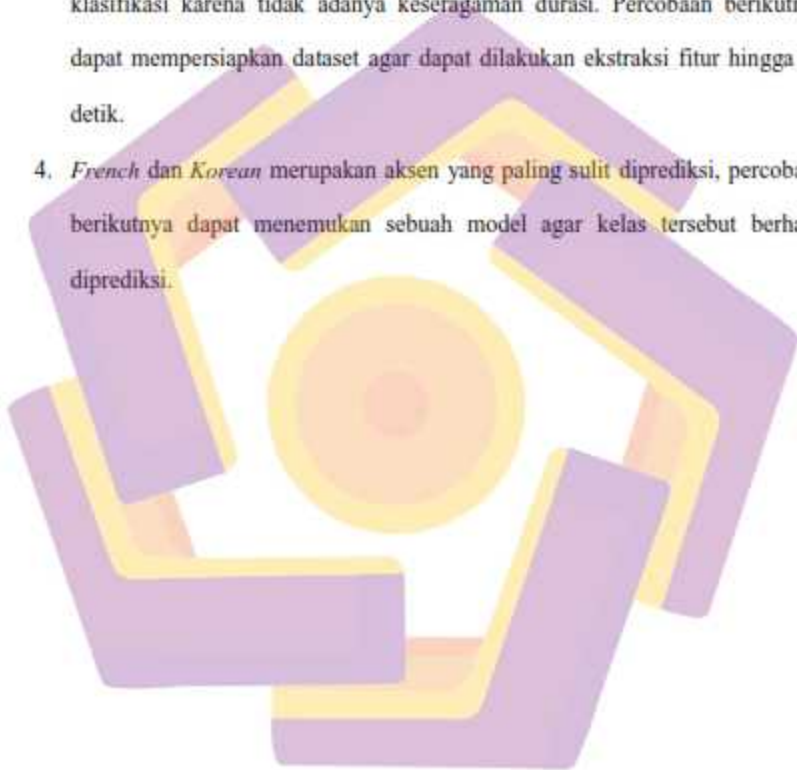 klasifikasi karena tidak adanya keseragaman durasi. Percobaan berikut
dapat mempersiapkan dataset agar dapat dilakukan ekstraksi fitur hingga
detik.
4. French dan Korean merupakan aksen yang paling sulit diprediksi, percoba
berikutnya dapat menemukan sebuah model agar kelas tersebut berha
diprediksi.